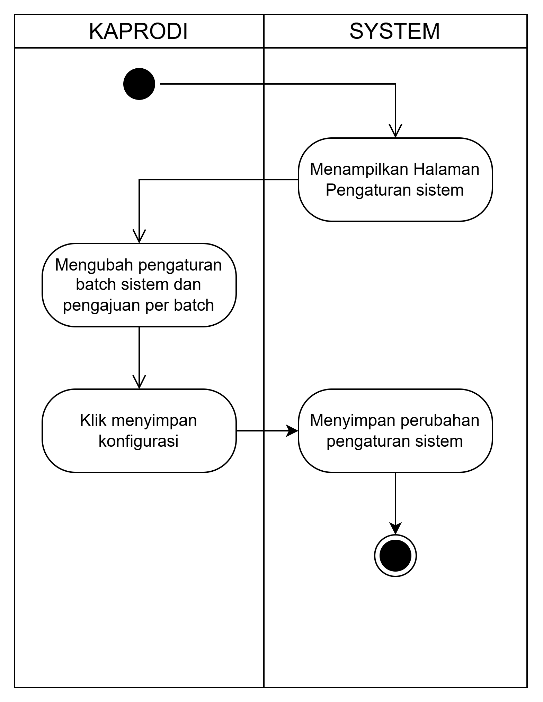 KAPRODI
SYSTEM
Menampilkan Halaman
Pengaturan sistem
Mengubah pengaturan
batch sistem dan
pengajuan per batch
Klik menyimpan
konfigurasi
Menyimpan perubahan
pengaturan sistem